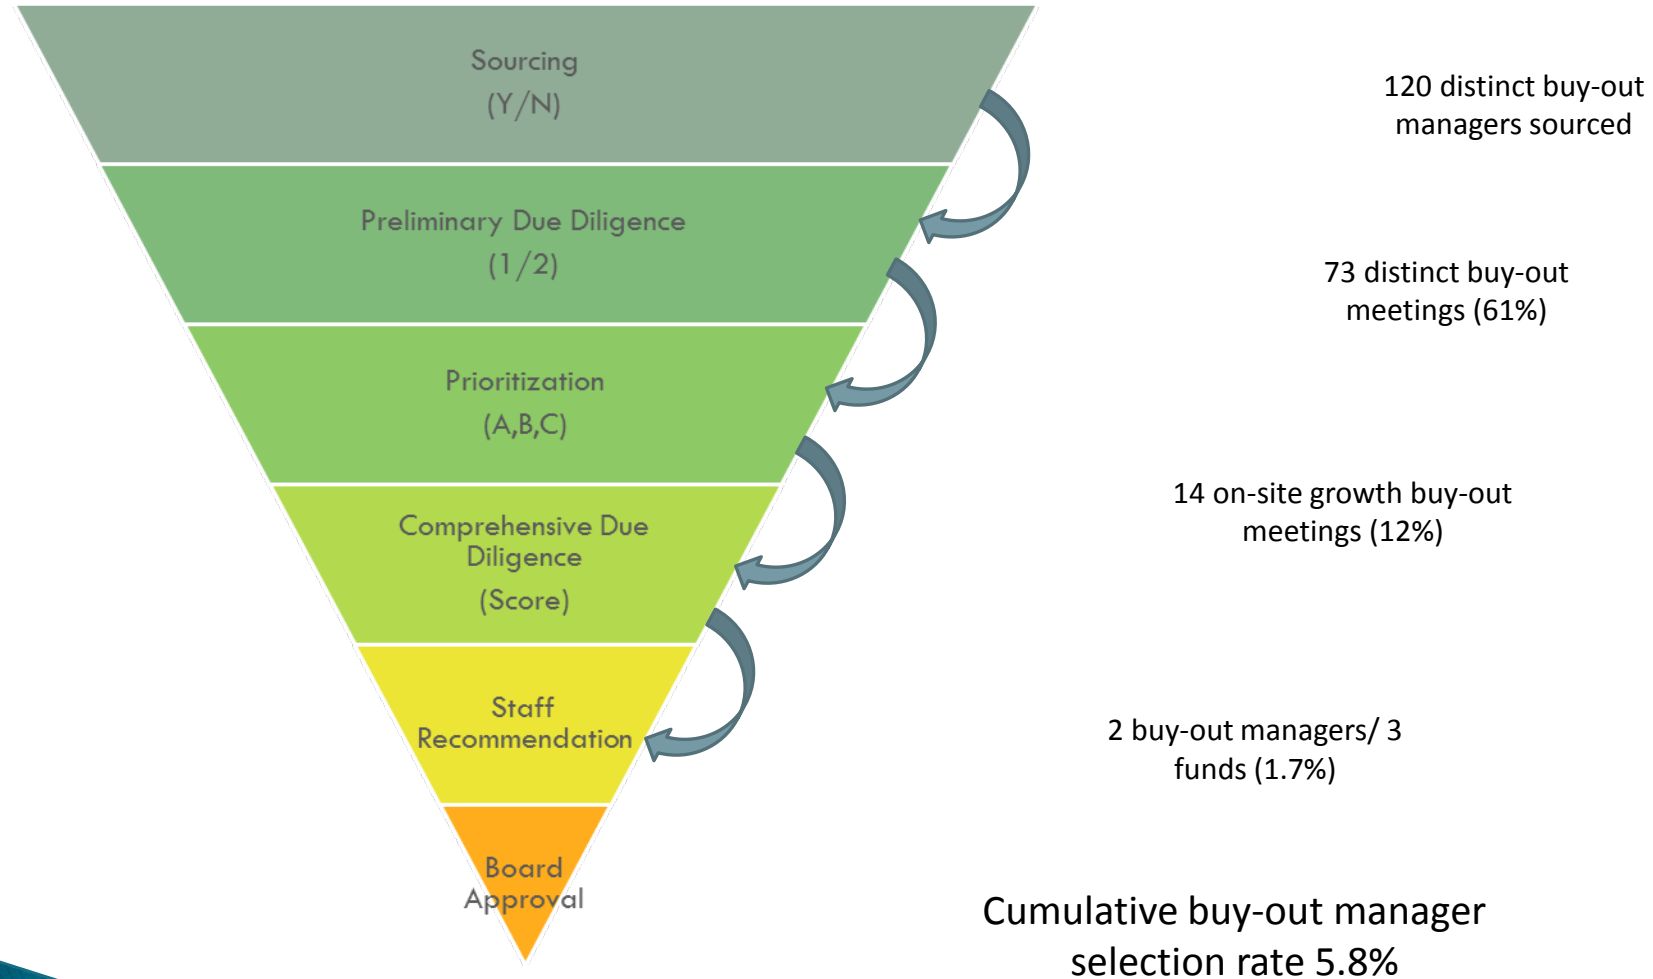 Sourcing
(Y/N)
120 distinct buy-out
managers sourced
Preliminary Due Diligence
(1/2)
73 distinct buy-out
meetings (61%)
Prioritization
(A,B,C)
14 on-site growth buy-out
meetings (12%)
Comprehensive Due
Diligence
(Score)
Staff
Recommendation
2 buy-out managers/ 3
funds (1.7%)
Board
Approval
Cumulative buy-out manager
selection rate 5.8%